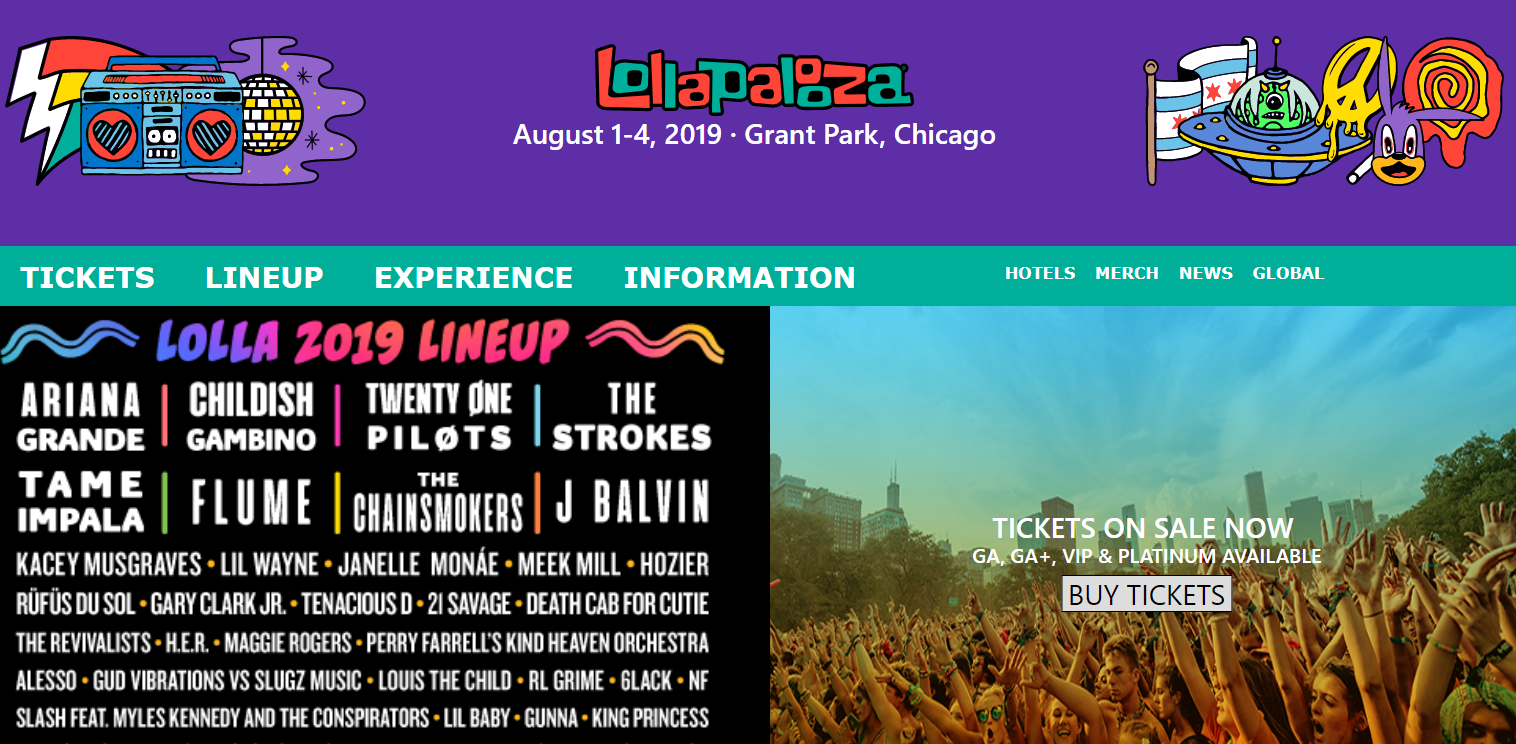 Lollapalooza
August 1-4, 2019 · Grant Park, Chicago
TICKETS LINEUP EXPERIENCE INFORMATION HOTELS MERCH NEWS GLOBAL
LOLLA 2019 LINEUP
ARIANA GRANDE | CHILDISH GAMBINO | TWENTY ØNE PILØTS | THE STROKES
TAME IMPALA | FLUME | THE CHAINSMOKERS | J BALVIN
KACEY MUSGRAVES • LIL WAYNE • JANELLE MONÁE • MEEK MILL • HOZIER
RÜFÜS DU SOL • GARY CLARK JR. • TENACIOUS D • 21 SAVAGE • DEATH CAB FOR CUTIE
THE REVIVALISTS • H.E.R. • MAGGIE ROGERS • PERRY FARRELL'S KIND HEAVEN ORCHESTRA
ALESSO • GUD VIBRATIONS VS SLUGZ MUSIC • LOUIS THE CHILD • RL GRIME • 6LACK • NF
SLASH FEAT. MYLES KENNEDY AND THE CONSPIRATORS • LIL BABY • GUNNA • KING PRINCESS
TICKETS ON SALE NOW
GA, GA+, VIP & PLATINUM AVAILABLE
BUY TICKETS